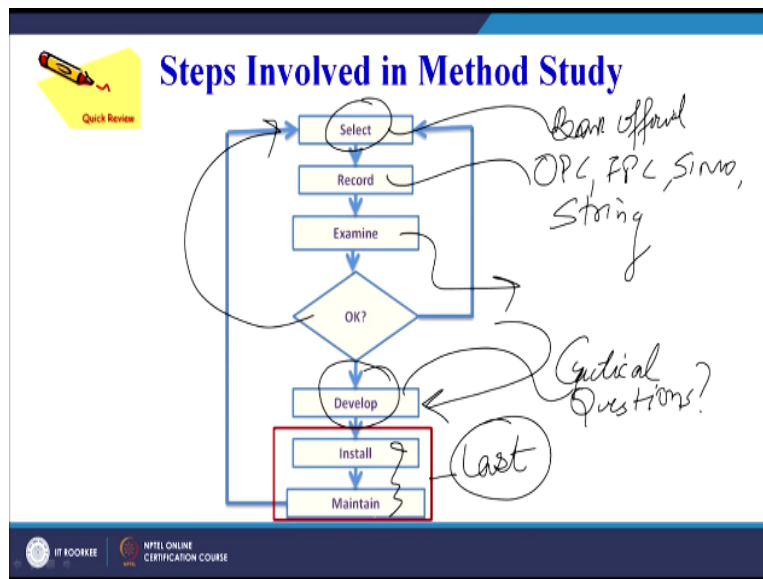 Steps Involved in Method Study
Quick Review
Select
Record
OPC, FPC, SIMO,
String
Examine
OK?
Critical
Questions?
Develop
Install
Last
Maintain
IIT ROORKEE
NPTEL ONLINE
CERTIFICATION COURSE